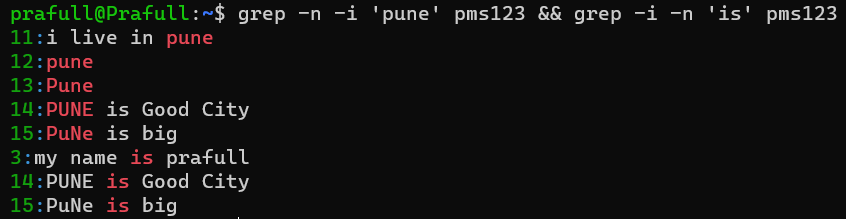 prafull@Prafull:~$ grep -n -i 'pune' pms123 && grep -i -n 'is' pms123
11:i live in pune
12:pune
13:Pune
14:PUNE is Good City
15:PuNe is big
3:my name is prafull
14:PUNE is Good City
15:PuNe is big